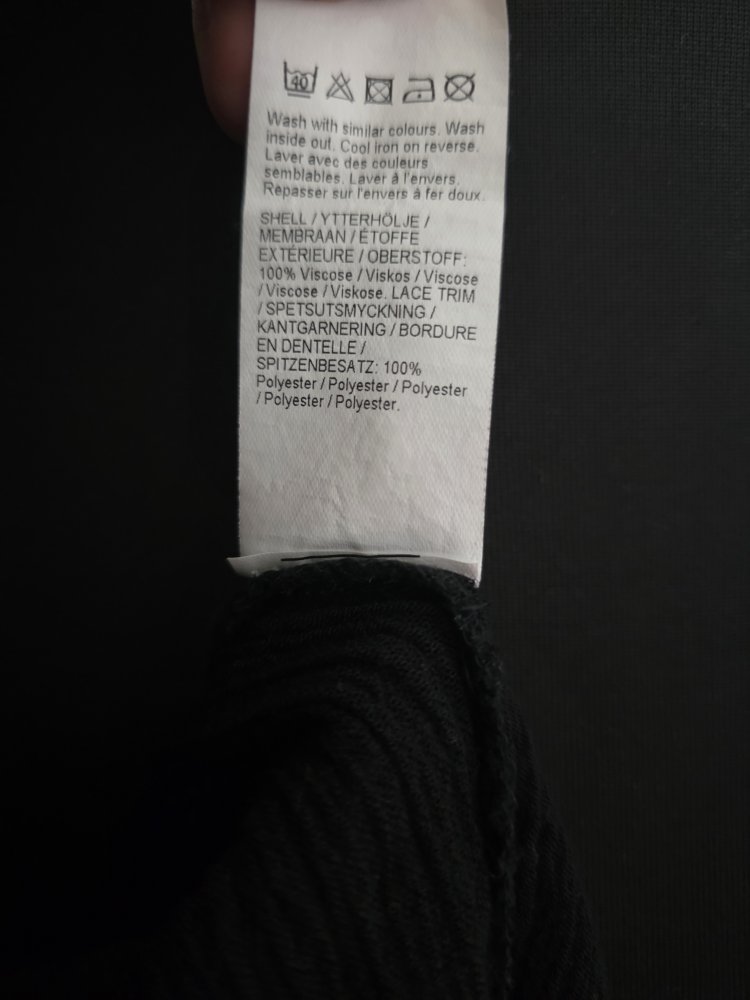 40
Wash with similar colours. Wash
inside out. Cool iron on reverse.
Laver avec des couleurs
semblables. Laver à l'envers.
Repasser sur l'envers à fer doux.
SHELL / YTTERHÖLJE /
MEMBRAAN / ÉTOFFE
EXTÉRIEURE / OBERSTOFF:
100% Viscose / Viskos / Viscose
/ Viscose / Viskose. LACE TRIM
/ SPETSUTSMYCKNING /
KANTGARNERING / BORDURE
EN DENTELLE /
SPITZENBESATZ: 100%
Polyester / Polyester / Polyester
/ Polyester / Polyester.